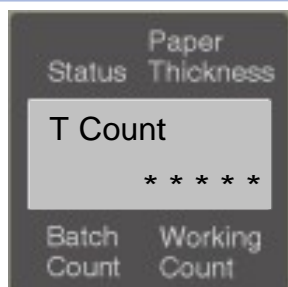 Paper
Status Thickness
T Count
* * * * *
Batch Working
Count Count